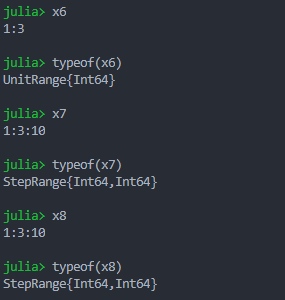 julia> x6
1:3
julia> typeof(x6)
UnitRange{Int64}
julia> x7
1:3:10
julia> typeof(x7)
StepRange{Int64,Int64}
julia> x8
1:3:10
julia> typeof(x8)
StepRange{Int64,Int64}